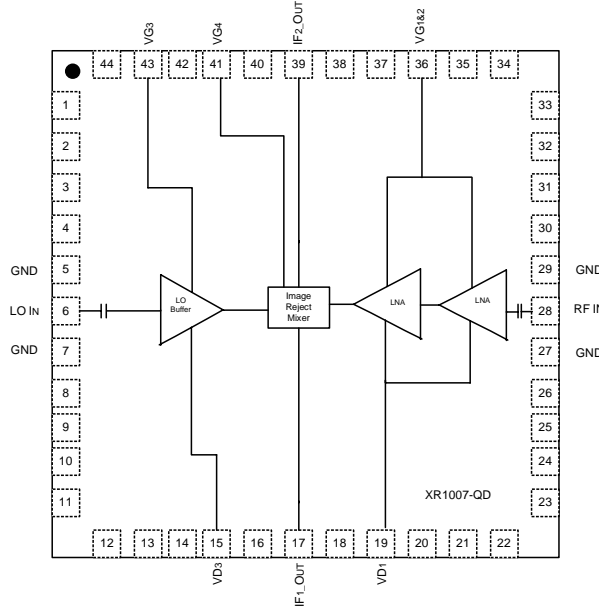 VG3
VG4
IF2_OUT
VG1&2
44 43 42 41 40 39 38 37 36 35 34
1 33
2 32
3 31
4 30
GND 5 29 GND
LO IN 6 LO Buffer Image Reject Mixer LNA LNA 28 RF IN
GND 7 27 GND
8 26
9 25
10 24
11 XR1007-QD 23
12 13 14 15 16 17 18 19 20 21 22
VD3
IF1_OUT
VD1